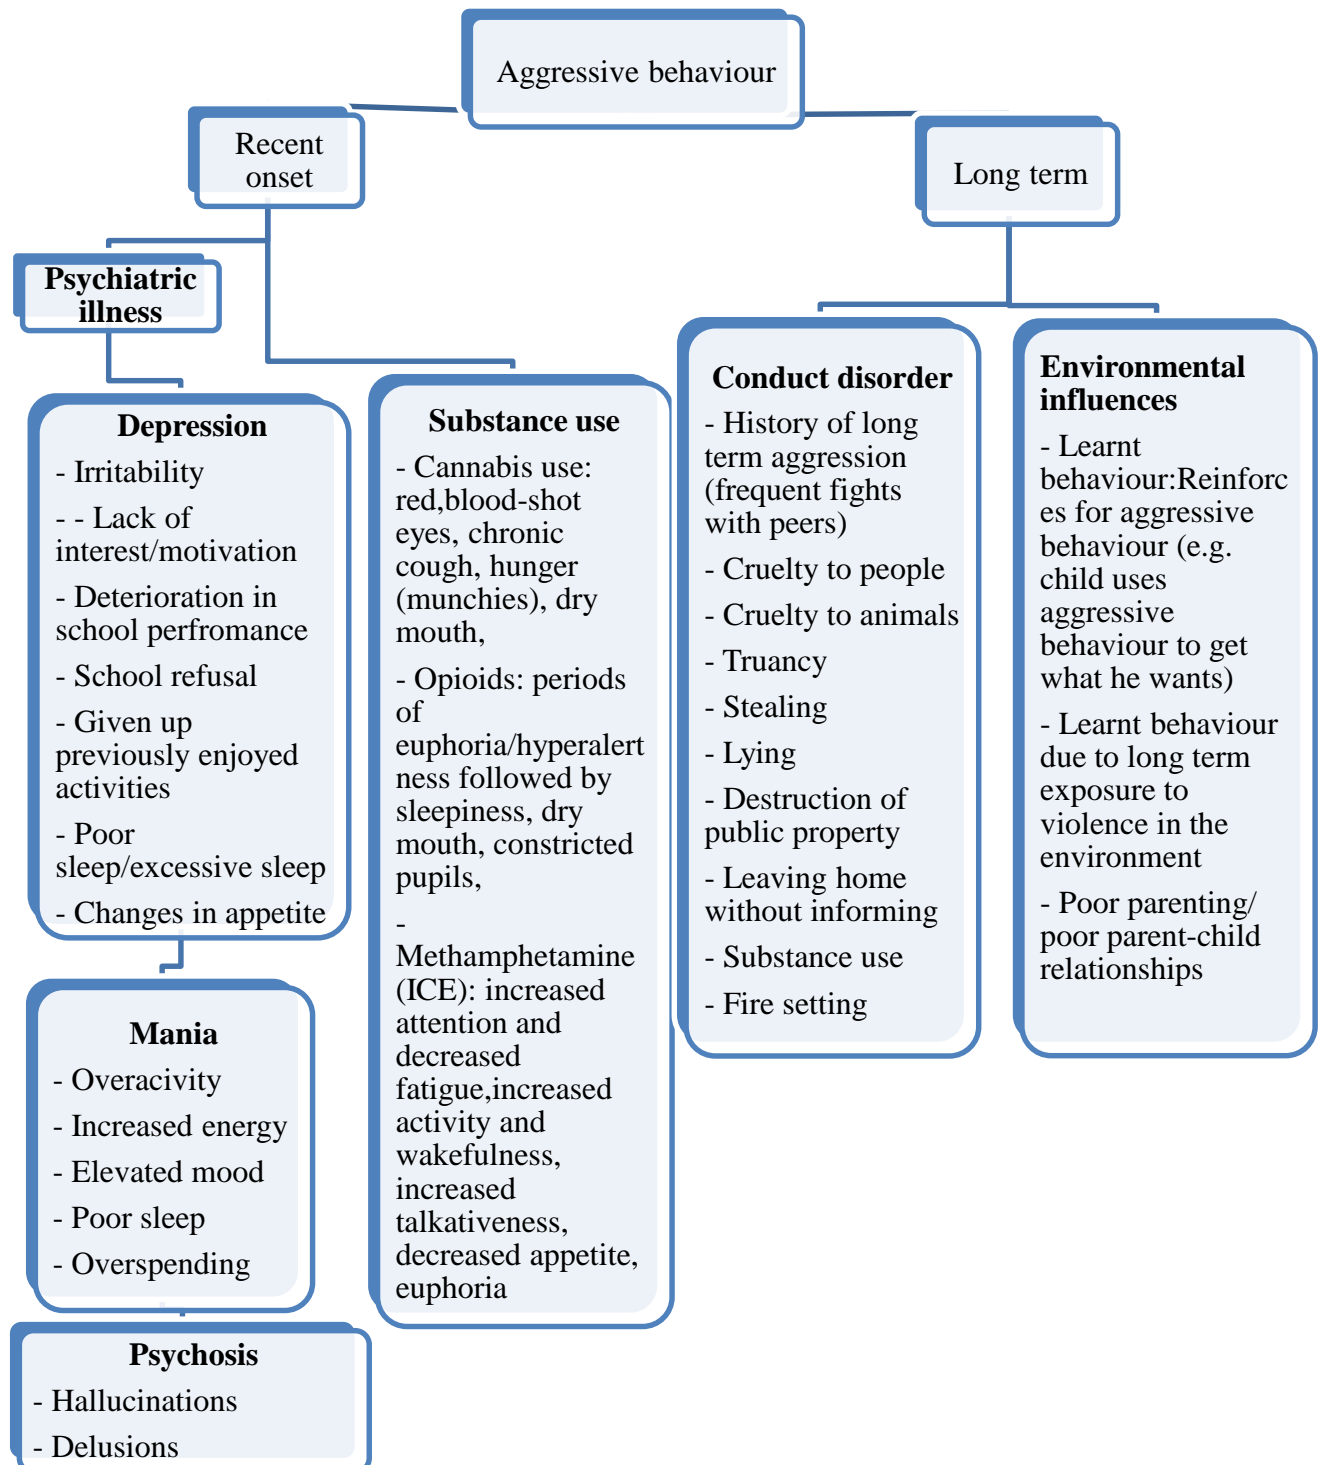 Aggressive behaviour
Recent
onset
Long term
Psychiatric
illness
Depression
- Irritability
- - Lack of
interest/motivation
- Deterioration in
school perfromance
- School refusal
- Given up
previously enjoyed
activities
- Poor
sleep/excessive sleep
- Changes in appetite
Mania
- Overacivity
- Increased energy
- Elevated mood
- Poor sleep
- Overspending
Psychosis
- Hallucinations
- Delusions
Substance use
- Cannabis use:
red,blood-shot
eyes, chronic
cough, hunger
(munchies), dry
mouth,
- Opioids: periods
of
euphoria/hyperalert
ness followed by
sleepiness, dry
mouth, constricted
pupils,
-
Methamphetamine
(ICE): increased
attention and
decreased
fatigue,increased
activity and
wakefulness,
increased
talkativeness,
decreased appetite,
euphoria
Conduct disorder
- History of long
term aggression
(frequent fights
with peers)
- Cruelty to people
- Cruelty to animals
- Truancy
- Stealing
- Lying
- Destruction of
public property
- Leaving home
without informing
- Substance use
- Fire setting
Environmental
influences
- Learnt
behaviour:Reinforc
es for aggressive
behaviour (e.g.
child uses
aggressive
behaviour to get
what he wants)
- Learnt behaviour
due to long term
exposure to
violence in the
environment
- Poor parenting/
poor parent-child
relationships